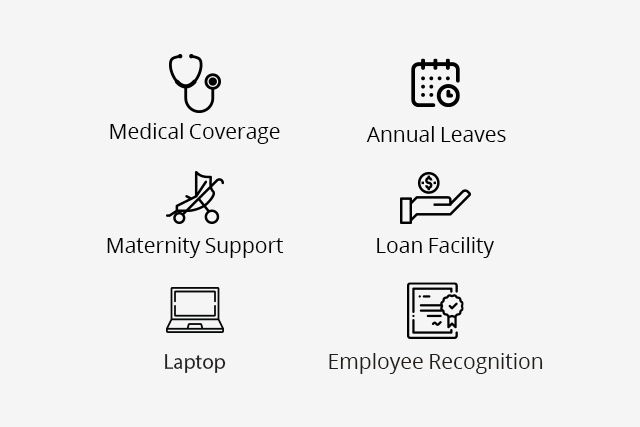 Medical Coverage
Annual Leaves
Maternity Support
Loan Facility
Laptop
Employee Recognition